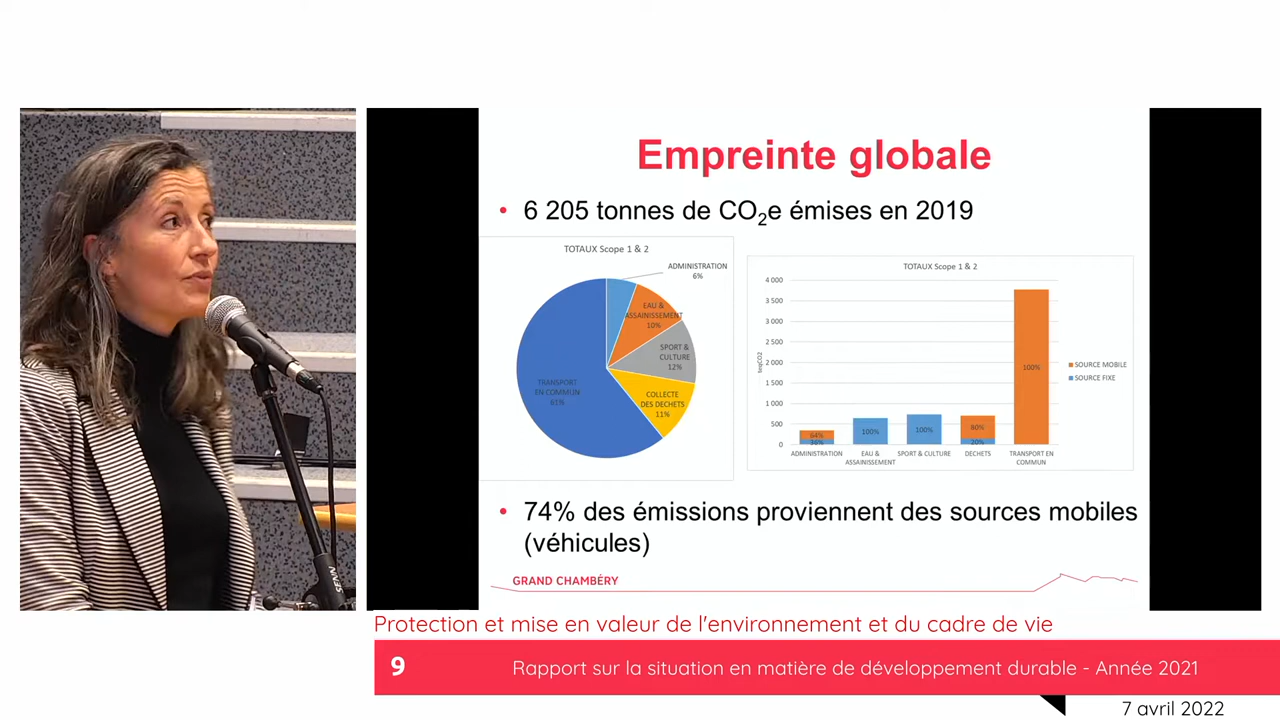 Empreinte globale
• 6 205 tonnes de CO₂e émises en 2019
TOTAUX Scope 1 & 2
ADMINISTRATION
6%
EAU &
ASSAINISSEMENT
10%
SPORT &
CULTURE
12%
COLLECTE
DES DECHETS
11%
TRANSPORT
EN COMMUN
61%
TOTAUX Scope 1 & 2
4 000
3 500
3 000
2 500
2 000
1 500
1 000
500
0
teqCO2
64%
36%
100%
100%
80%
20%
100%
ADMINISTRATION
EAU &
ASSAINISSEMENT
SPORT & CULTURE
DECHETS
TRANSPORT EN
COMMUN
SOURCE MOBILE
SOURCE FIXE
• 74% des émissions proviennent des sources mobiles
(véhicules)
GRAND CHAMBÉRY
Protection et mise en valeur de l'environnement et du cadre de vie
9
Rapport sur la situation en matière de développement durable - Année 2021
7 avril 2022